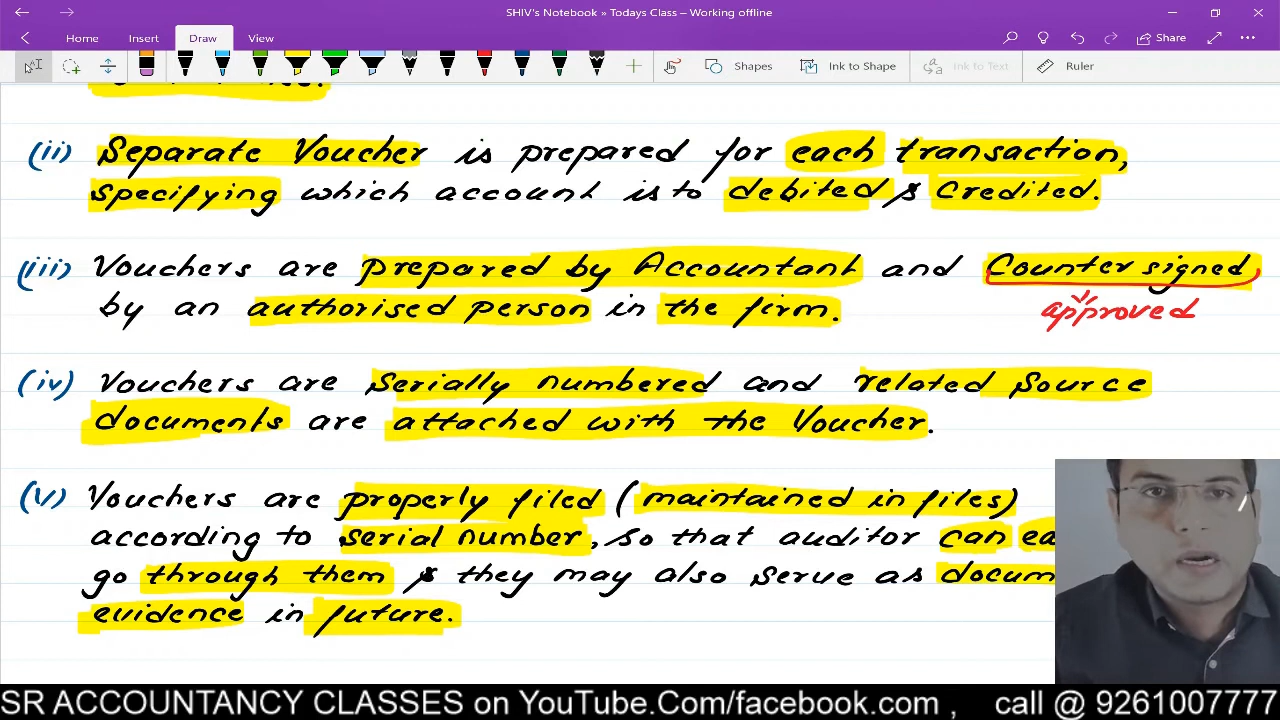 SHIV's Notebook » Todays Class – Working offline
Home Insert Draw View
Share
Shapes Ink to Shape Ink to Text Ruler
(ii) Separate Voucher is prepared for each transaction,
specifying which account is to debited & Credited.
(iii) Vouchers are prepared by Accountant and Counter signed
by an authorised person in the firm. approved
(iv) Vouchers are serially numbered and related source
documents are attached with the Voucher.
(v) Vouchers are properly filed (maintained in files)
according to serial number, so that auditor can ea
go through them & they may also serve as docum
evidence in future.
SR ACCOUNTANCY CLASSES on YouTube.Com/facebook.com , call @ 9261007777